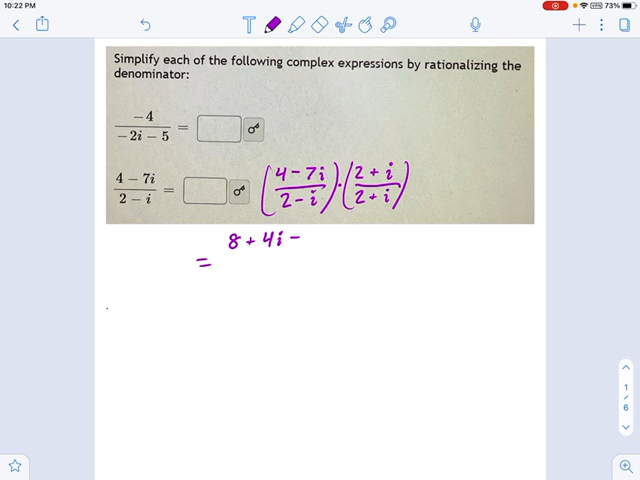 10:22 PM
VPN 73%
T
Simplify each of the following complex expressions by rationalizing the
denominator:
-4 / (-2i - 5) =
(4 - 7i) / (2 - i) =
((4 - 7i) / (2 - i)) · ((2 + i) / (2 + i))
= 8 + 4i -
1
/
6